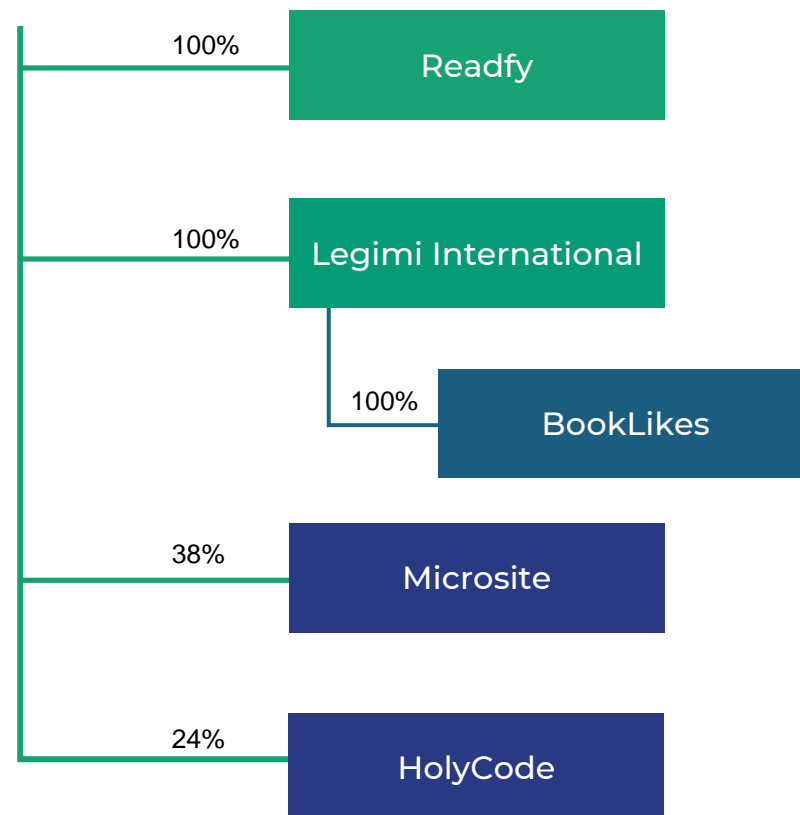 100%
Readfy
100%
Legimi International
100%
BookLikes
38%
Microsite
24%
HolyCode